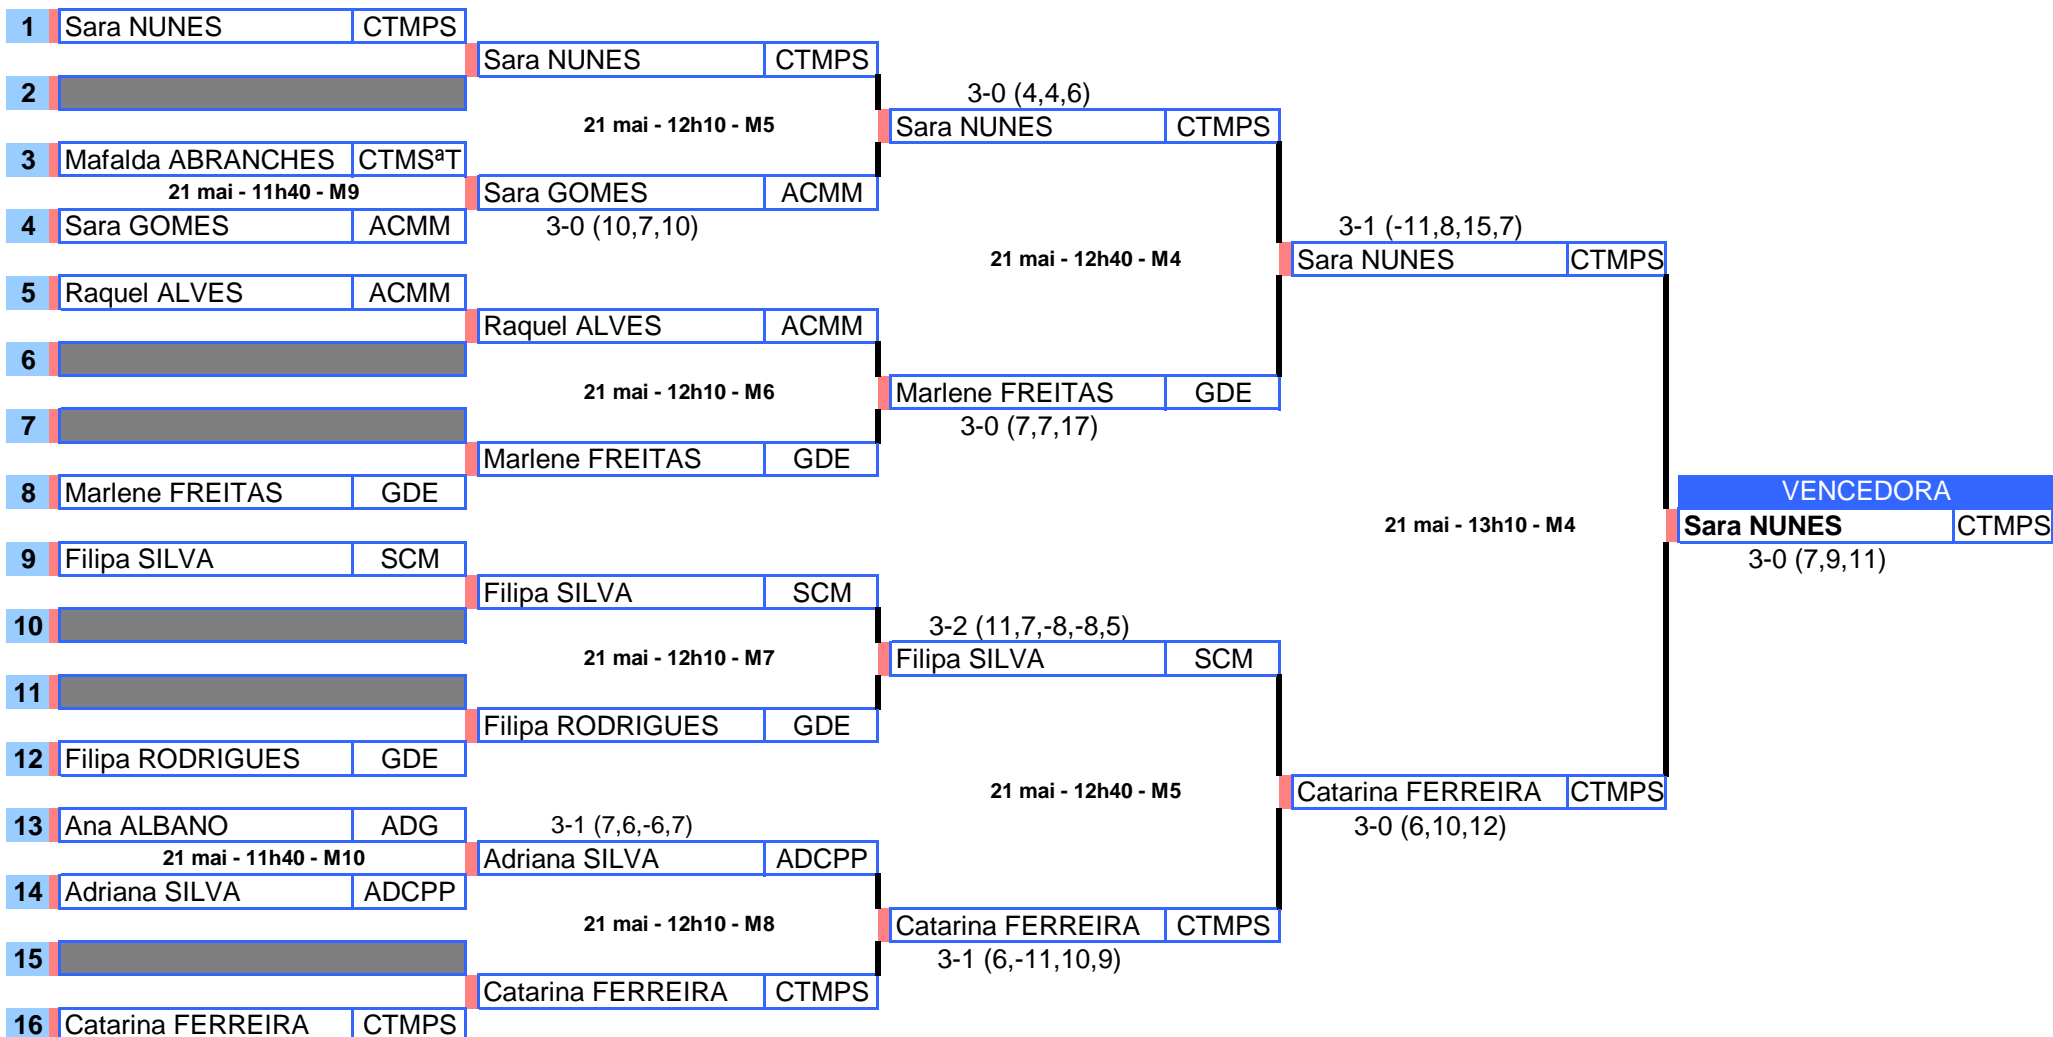 1 Sara NUNES CTMPS
Sara NUNES CTMPS
2
3-0 (4,4,6)
21 mai - 12h10 - M5
Sara NUNES CTMPS
3 Mafalda ABRANCHES CTMSªT
21 mai - 11h40 - M9
Sara GOMES ACMM
4 Sara GOMES ACMM
3-0 (10,7,10)
3-1 (-11,8,15,7)
21 mai - 12h40 - M4
Sara NUNES CTMPS
5 Raquel ALVES ACMM
Raquel ALVES ACMM
6
21 mai - 12h10 - M6
Marlene FREITAS GDE
7
3-0 (7,7,17)
Marlene FREITAS GDE
8 Marlene FREITAS GDE
VENCEDORA
21 mai - 13h10 - M4
Sara NUNES CTMPS
9 Filipa SILVA SCM
3-0 (7,9,11)
Filipa SILVA SCM
10
3-2 (11,7,-8,-8,5)
21 mai - 12h10 - M7
Filipa SILVA SCM
11
Filipa RODRIGUES GDE
12 Filipa RODRIGUES GDE
21 mai - 12h40 - M5
Catarina FERREIRA CTMPS
13 Ana ALBANO ADG
3-1 (7,6,-6,7)
3-0 (6,10,12)
21 mai - 11h40 - M10
Adriana SILVA ADCPP
14 Adriana SILVA ADCPP
21 mai - 12h10 - M8
Catarina FERREIRA CTMPS
15
3-1 (6,-11,10,9)
Catarina FERREIRA CTMPS
16 Catarina FERREIRA CTMPS